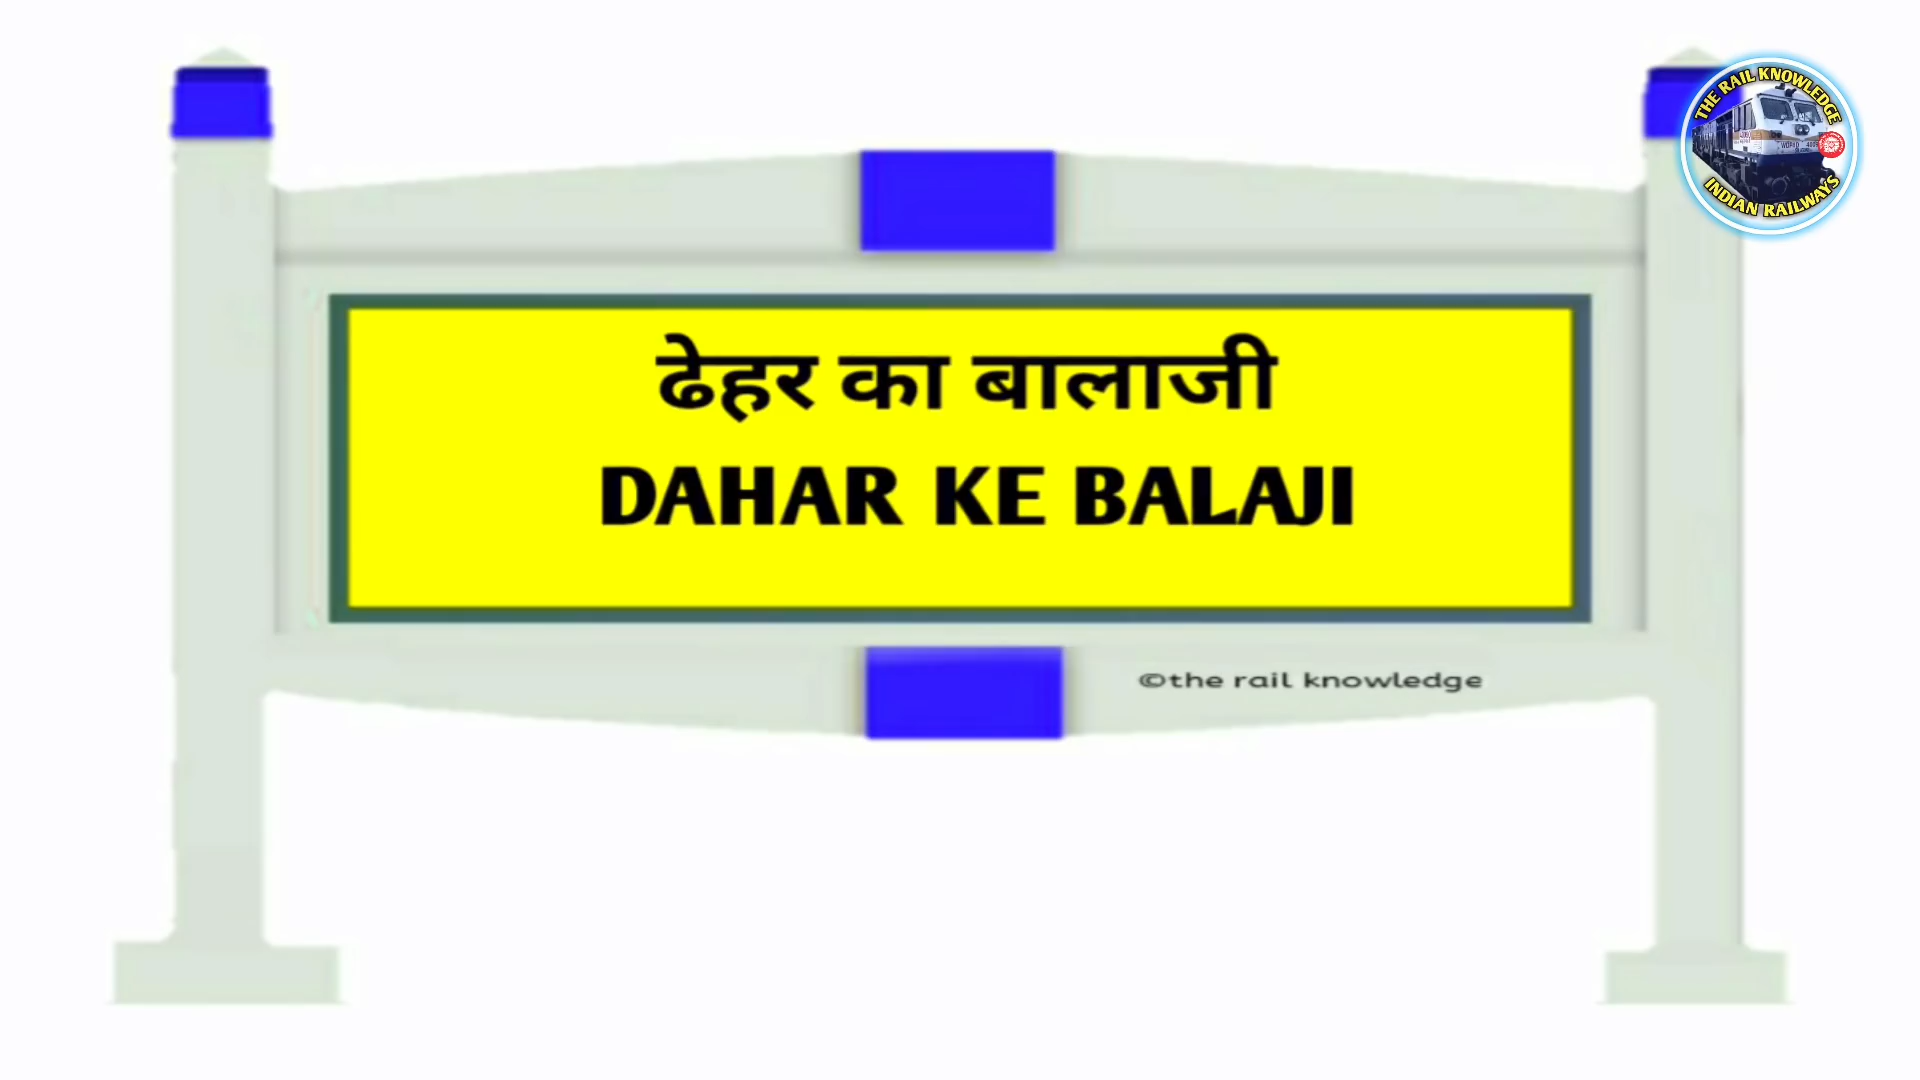 THE RAIL KNOWLEDGE
INDIAN RAILWAYS
ढेहर का बालाजी
DAHAR KE BALAJI
©the rail knowledge